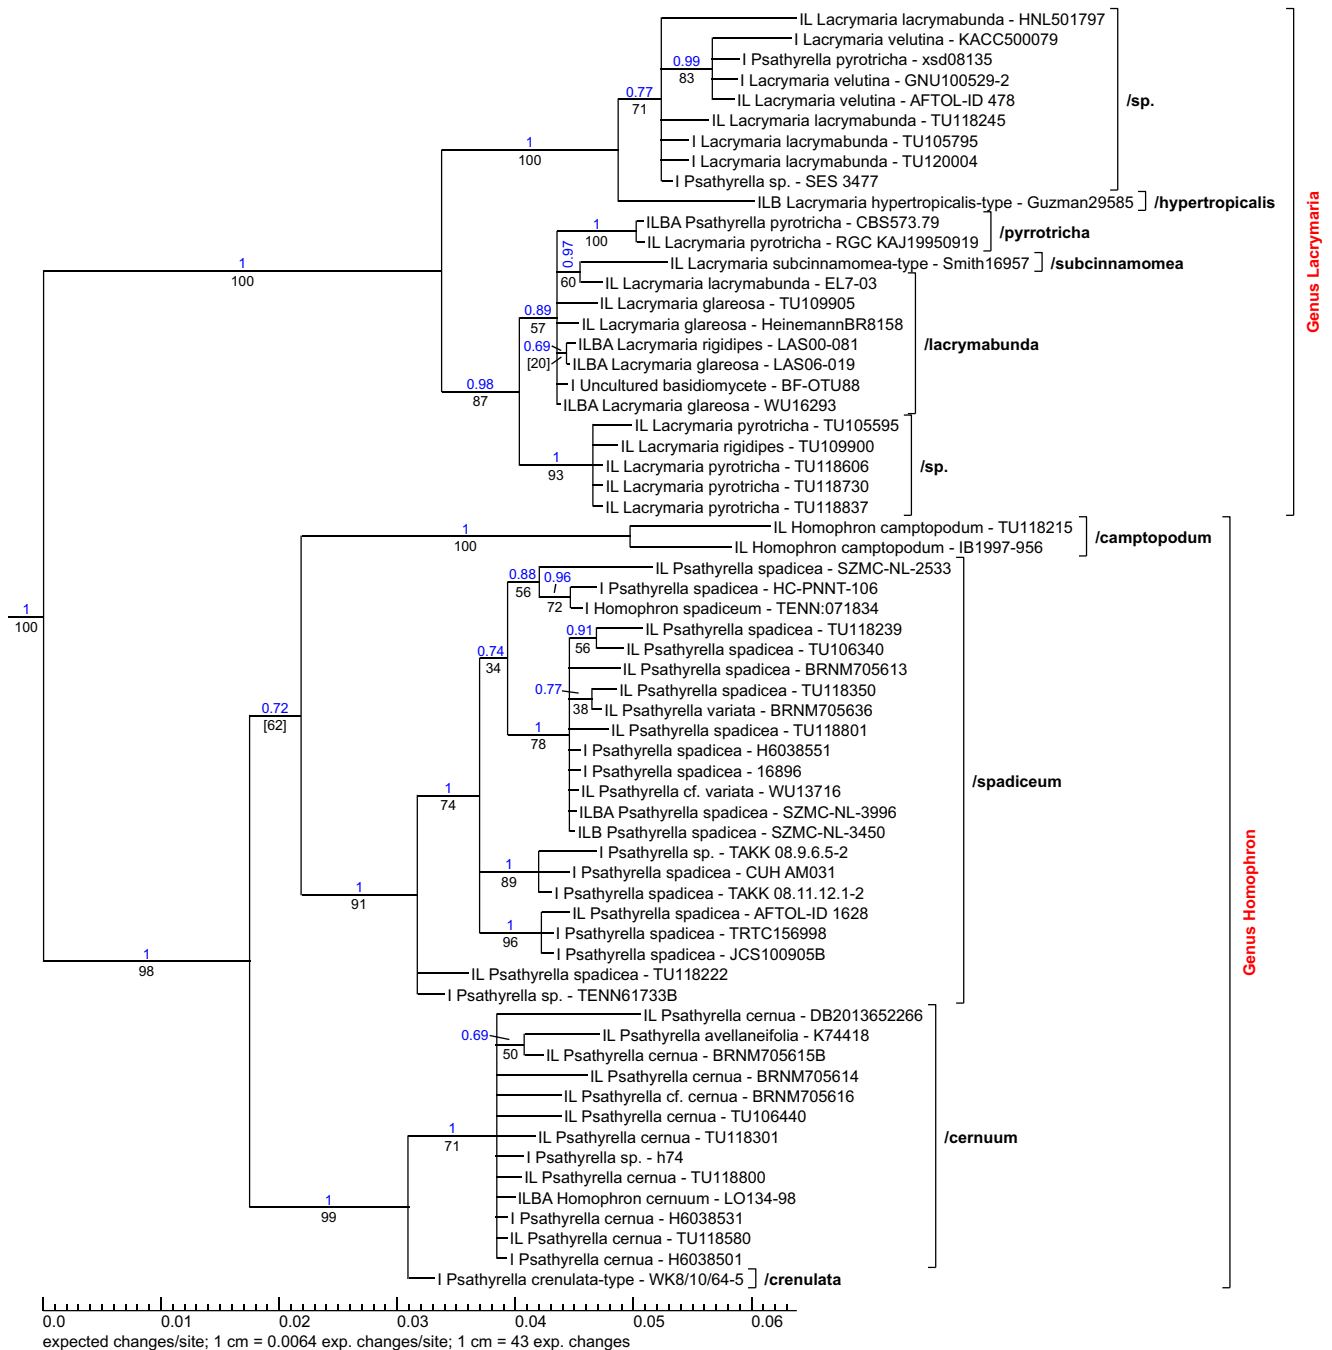 IL Lacrymaria lacrymabunda - HNL501797
I Lacrymaria velutina - KACC500079
0.99
I Psathyrella pyrotricha - xsd08135
83
I Lacrymaria velutina - GNU100529-2
0.77
IL Lacrymaria velutina - AFTOL-ID 478
/sp.
71
IL Lacrymaria lacrymabunda - TU118245
1
I Lacrymaria lacrymabunda - TU105795
100
I Lacrymaria lacrymabunda - TU120004
I Psathyrella sp. - SES 3477
ILB Lacrymaria hypertropicalis-type - Guzman29585
/hypertropicalis
1
ILBA Psathyrella pyrotricha - CBS573.79
100
IL Lacrymaria pyrotricha - RGC KAJ19950919
/pyrrotricha
0.97
1
IL Lacrymaria subcinnamomea-type - Smith16957
/subcinnamomea
100
60
IL Lacrymaria lacrymabunda - EL7-03
Genus Lacrymaria
0.89
IL Lacrymaria glareosa - TU109905
57
IL Lacrymaria glareosa - HeinemannBR8158
0.69
ILBA Lacrymaria rigidipes - LAS00-081
/lacrymabunda
[20]
ILBA Lacrymaria glareosa - LAS06-019
0.98
I Uncultured basidiomycete - BF-OTU88
87
ILBA Lacrymaria glareosa - WU16293
IL Lacrymaria pyrotricha - TU105595
IL Lacrymaria rigidipes - TU109900
1
IL Lacrymaria pyrotricha - TU118606
/sp.
93
IL Lacrymaria pyrotricha - TU118730
IL Lacrymaria pyrotricha - TU118837
1
IL Homophron camptopodum - TU118215
100
/camptopodum
IL Homophron camptopodum - IB1997-956
IL Psathyrella spadicea - SZMC-NL-2533
0.88
0.96
56
I Psathyrella spadicea - HC-PNNT-106
72
I Homophron spadiceum - TENN:071834
1
100
0.91
IL Psathyrella spadicea - TU118239
56
IL Psathyrella spadicea - TU106340
0.74
34
IL Psathyrella spadicea - BRNM705613
0.77
IL Psathyrella spadicea - TU118350
38
IL Psathyrella variata - BRNM705636
0.72
[62]
1
IL Psathyrella spadicea - TU118801
78
I Psathyrella spadicea - H6038551
I Psathyrella spadicea - 16896
/spadiceum
1
IL Psathyrella cf. variata - WU13716
74
ILBA Psathyrella spadicea - SZMC-NL-3996
ILB Psathyrella spadicea - SZMC-NL-3450
I Psathyrella sp. - TAKK 08.9.6.5-2
1
I Psathyrella spadicea - CUH AM031
89
I Psathyrella spadicea - TAKK 08.11.12.1-2
1
91
IL Psathyrella spadicea - AFTOL-ID 1628
1
I Psathyrella spadicea - TRTC156998
96
I Psathyrella spadicea - JCS100905B
Genus Homophron
1
98
IL Psathyrella spadicea - TU118222
I Psathyrella sp. - TENN61733B
IL Psathyrella cernua - DB2013652266
0.69
IL Psathyrella avellaneifolia - K74418
50
IL Psathyrella cernua - BRNM705615B
IL Psathyrella cernua - BRNM705614
IL Psathyrella cf. cernua - BRNM705616
IL Psathyrella cernua - TU106440
1
IL Psathyrella cernua - TU118301
/cernuum
71
I Psathyrella sp. - h74
IL Psathyrella cernua - TU118800
1
ILBA Homophron cernuum - LO134-98
99
I Psathyrella cernua - H6038531
IL Psathyrella cernua - TU118580
I Psathyrella cernua - H6038501
I Psathyrella crenulata-type - WK8/10/64-5
/crenulata
0.0 0.01 0.02 0.03 0.04 0.05 0.06
expected changes/site; 1 cm = 0.0064 exp. changes/site; 1 cm = 43 exp. changes